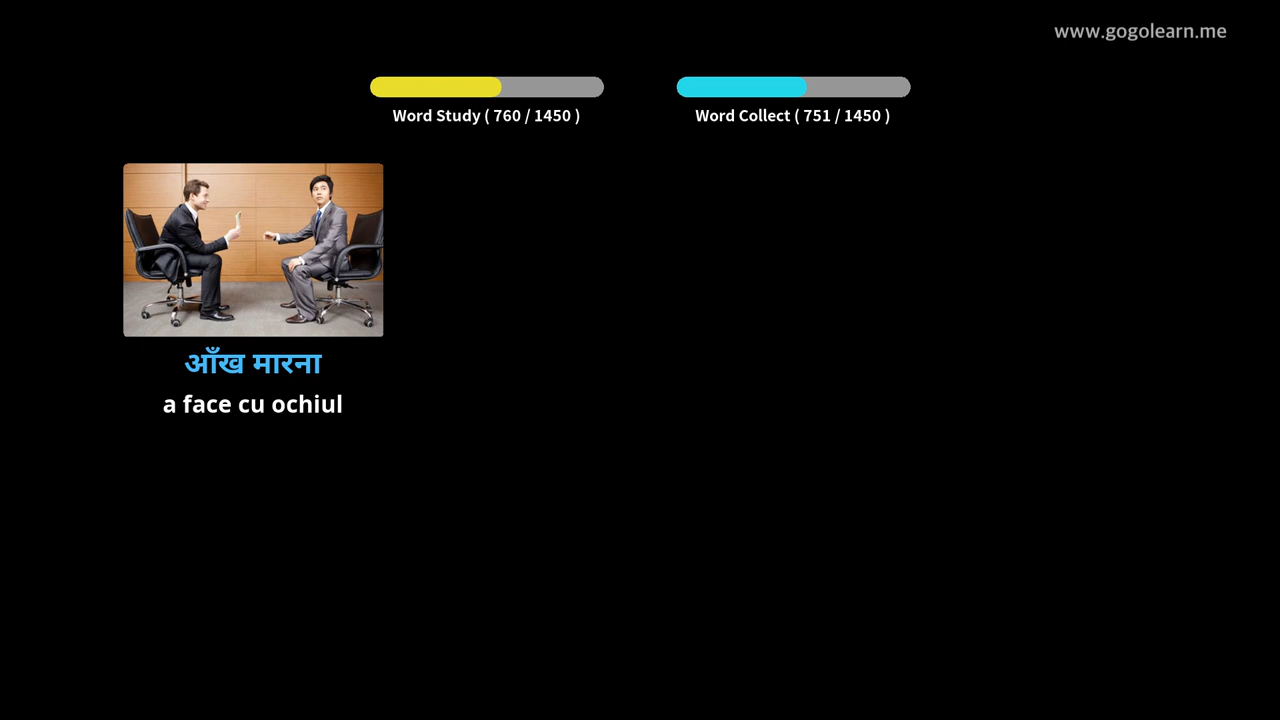 www.gogolearn.me
Word Study ( 760 / 1450 )
Word Collect ( 751 / 1450 )
आँख मारना
a face cu ochiul